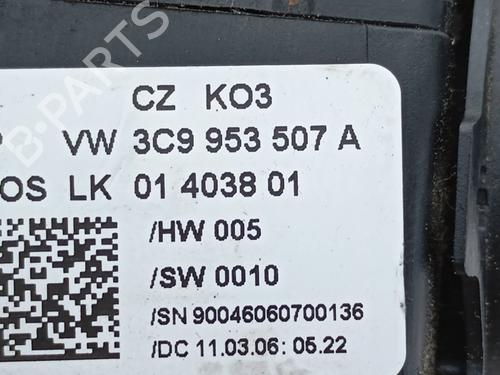 CZ KO3
VW 3C9 953 507 A
OS LK 01 4038 01
/HW 005
/SW 0010
/SN 90046060700136
/DC 11.03.06: 05.22
B-PARTS